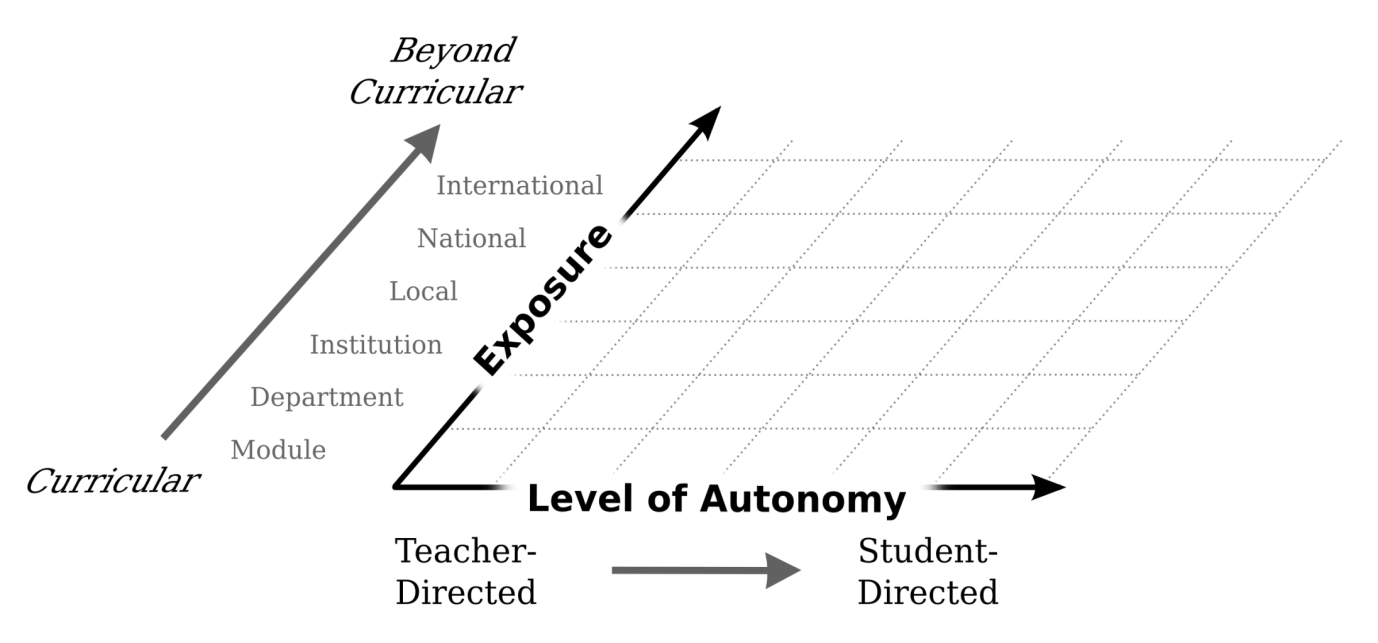 Beyond
Curricular
International
National
Exposure
Local
Institution
Department
Module
Curricular
Level of Autonomy
Teacher-
Directed
Student-
Directed